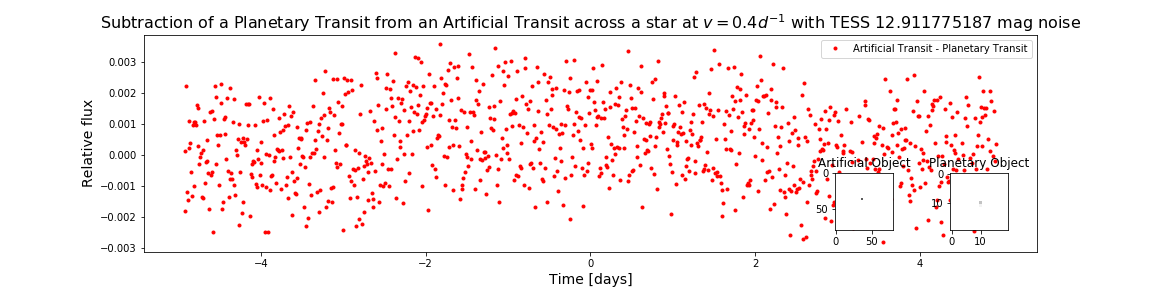 Subtraction of a Planetary Transit from an Artificial Transit across a star at v = 0.4d⁻¹ with TESS 12.911775187 mag noise
Artificial Transit - Planetary Transit
Relative flux
0.003
0.002
0.001
0.000
−0.001
−0.002
−0.003
Artificial Object
0
50
0 50
Planetary Object
0
10
0 10
−4 −2 0 2 4
Time [days]